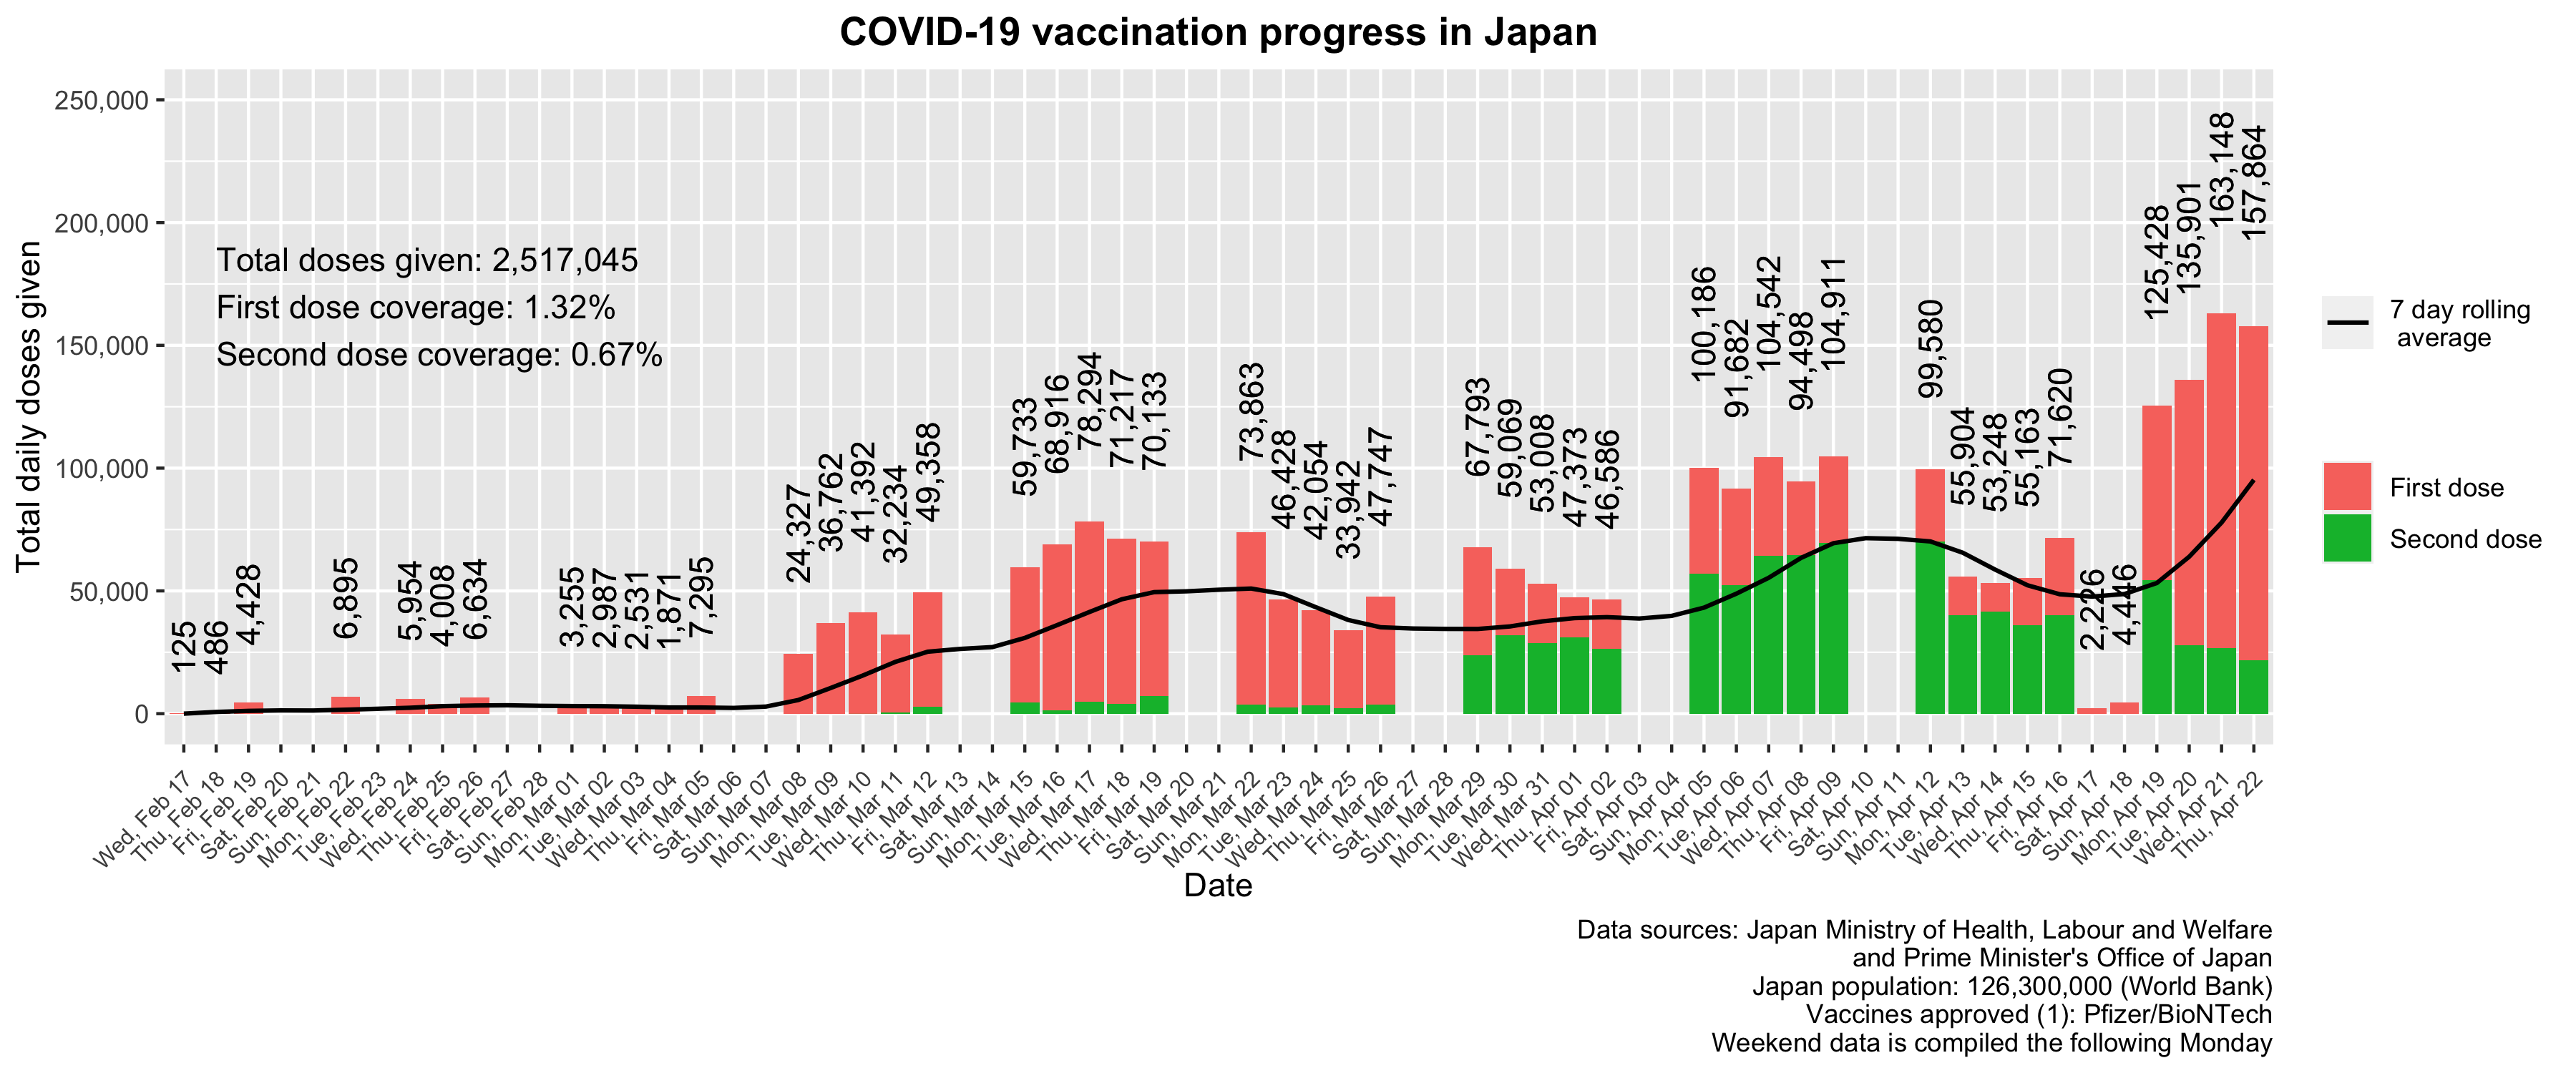 COVID-19 vaccination progress in Japan
Total daily doses given
250,000
200,000
150,000
100,000
50,000
0
Total doses given: 2,517,045
First dose coverage: 1.32%
Second dose coverage: 0.67%
125
486
4,428
6,895
5,954
4,008
6,634
3,255
2,987
2,531
1,871
7,295
24,327
36,762
41,392
32,234
49,358
59,733
68,916
78,294
71,217
70,133
73,863
46,428
42,054
33,942
47,747
67,793
59,069
53,008
47,373
46,586
100,186
91,682
104,542
94,498
104,911
99,580
55,904
53,248
55,163
71,620
2,226
4,446
125,428
135,901
163,148
157,864
7 day rolling
average
First dose
Second dose
Wed, Feb 17
Thu, Feb 18
Fri, Feb 19
Sat, Feb 20
Sun, Feb 21
Mon, Feb 22
Tue, Feb 23
Wed, Feb 24
Thu, Feb 25
Fri, Feb 26
Sat, Feb 27
Sun, Feb 28
Mon, Mar 01
Tue, Mar 02
Wed, Mar 03
Thu, Mar 04
Fri, Mar 05
Sat, Mar 06
Sun, Mar 07
Mon, Mar 08
Tue, Mar 09
Wed, Mar 10
Thu, Mar 11
Fri, Mar 12
Sat, Mar 13
Sun, Mar 14
Mon, Mar 15
Tue, Mar 16
Wed, Mar 17
Thu, Mar 18
Fri, Mar 19
Sat, Mar 20
Sun, Mar 21
Mon, Mar 22
Tue, Mar 23
Wed, Mar 24
Thu, Mar 25
Fri, Mar 26
Sat, Mar 27
Sun, Mar 28
Mon, Mar 29
Tue, Mar 30
Wed, Mar 31
Thu, Apr 01
Fri, Apr 02
Sat, Apr 03
Sun, Apr 04
Mon, Apr 05
Tue, Apr 06
Wed, Apr 07
Thu, Apr 08
Fri, Apr 09
Sat, Apr 10
Sun, Apr 11
Mon, Apr 12
Tue, Apr 13
Wed, Apr 14
Thu, Apr 15
Fri, Apr 16
Sat, Apr 17
Sun, Apr 18
Mon, Apr 19
Tue, Apr 20
Wed, Apr 21
Thu, Apr 22
Date
Data sources: Japan Ministry of Health, Labour and Welfare
and Prime Minister's Office of Japan
Japan population: 126,300,000 (World Bank)
Vaccines approved (1): Pfizer/BioNTech
Weekend data is compiled the following Monday